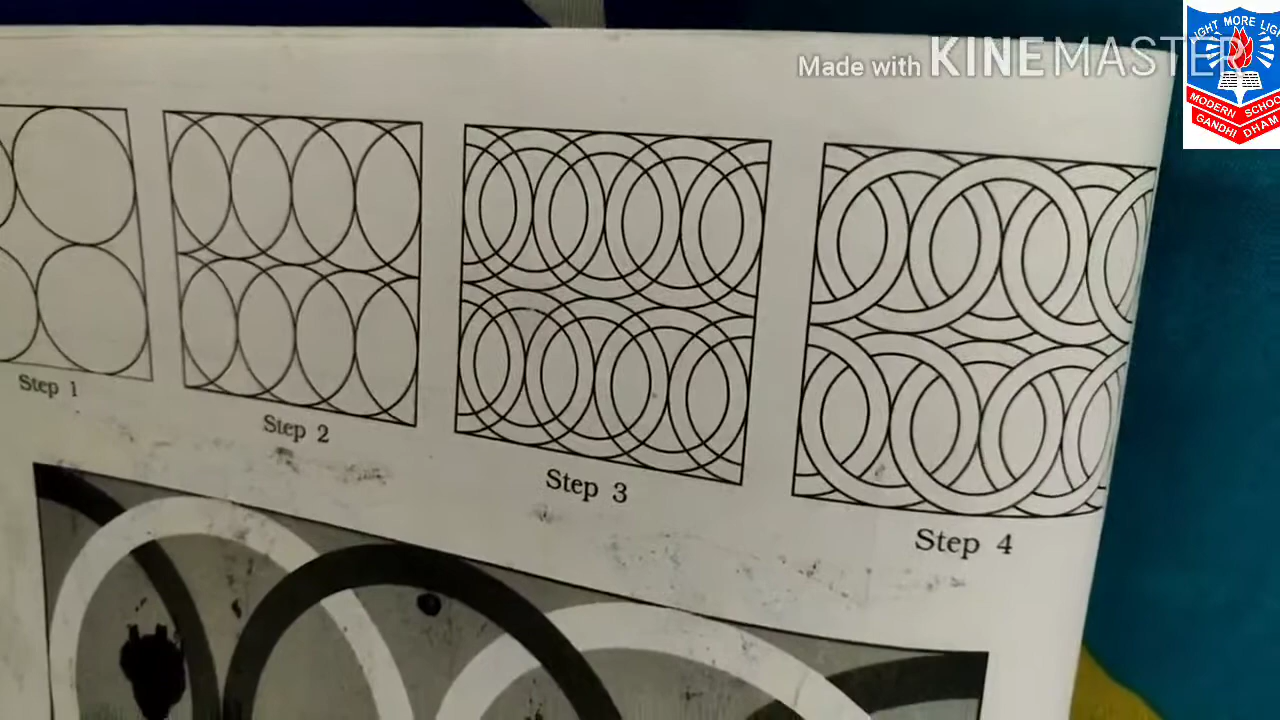 Made with KINEMASTER
LIGHT MORE LIGHT
MODERN SCHOOL
GANDHI DHAM
Step 1
Step 2
Step 3
Step 4